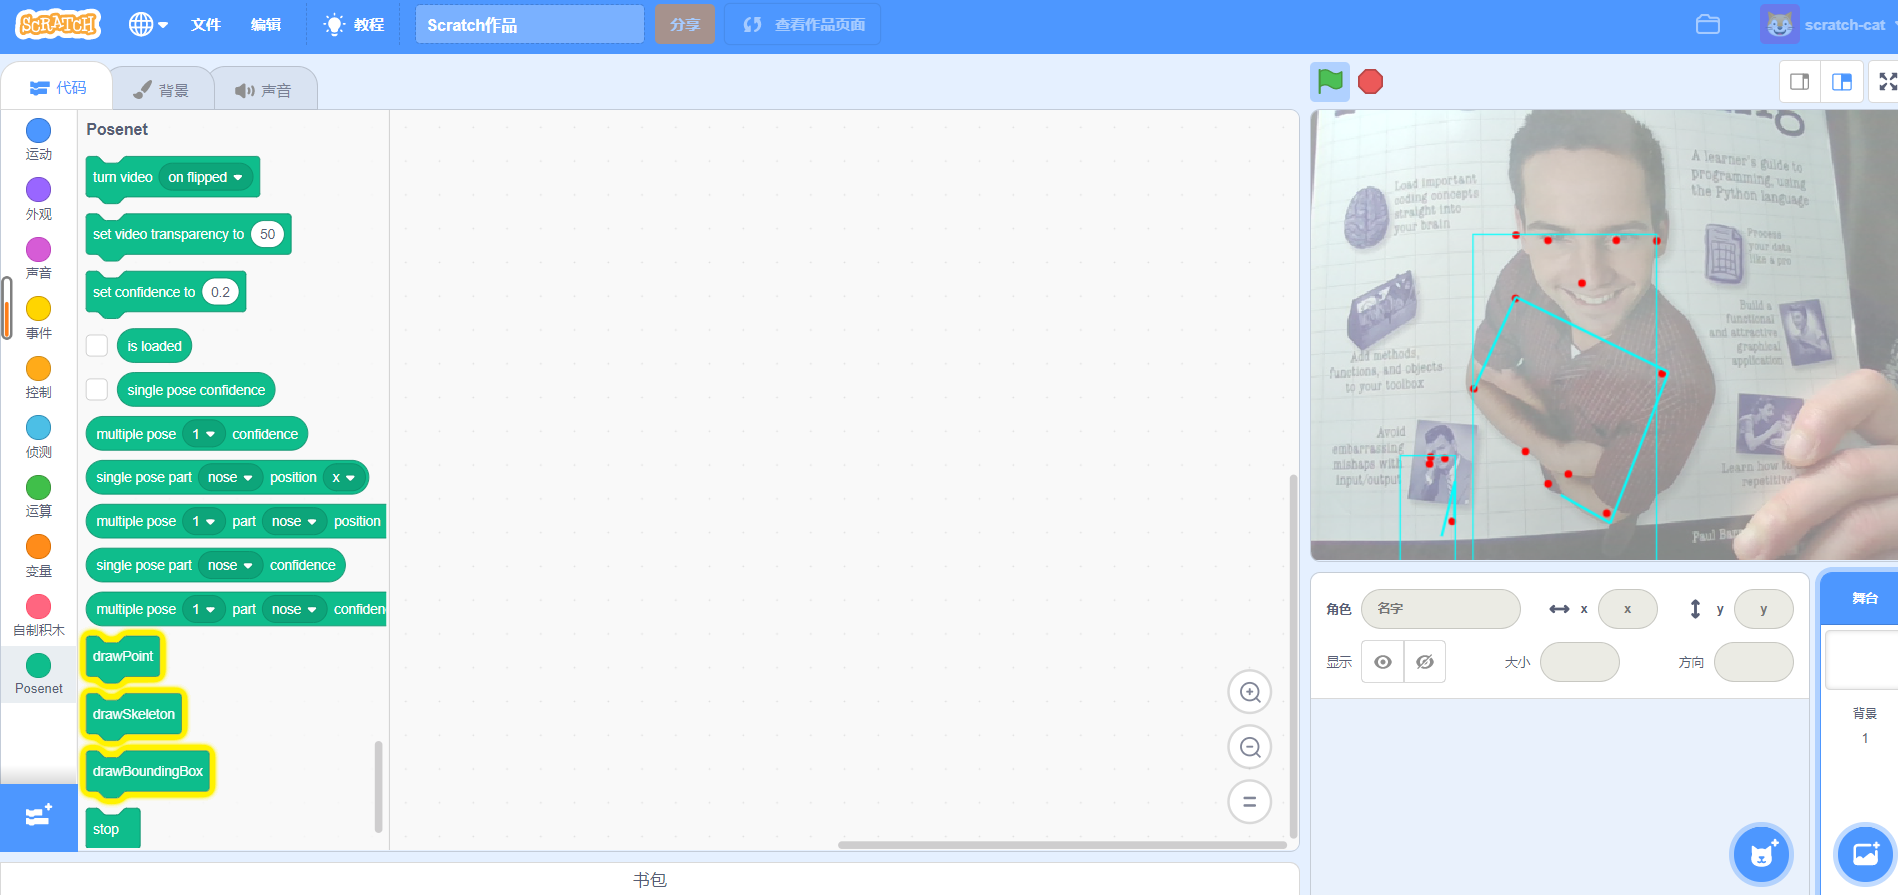 SCRATCH
文件
编辑
教程
Scratch作品
分享
查看作品页面
scratch-cat
代码
背景
声音
运动
外观
声音
事件
控制
侦测
运算
变量
自制积木
Posenet
Posenet
turn video on flipped
set video transparency to 50
set confidence to 0.2
is loaded
single pose confidence
multiple pose 1 confidence
single pose part nose position x
multiple pose 1 part nose position
single pose part nose confidence
multiple pose 1 part nose confiden
drawPoint
drawSkeleton
drawBoundingBox
stop
书包
A learner's guide to
programming, using
the Python language
Load important
coding concepts
straight into
your brain
Process
your data
like a pro
Add methods,
functions, and objects
to your toolbox
Build a
functional
and attractive
graphical
application
Avoid
embarrassing
mishaps with
input/output
Learn how to
repetitive
Paul
角色
名字
x
x
y
y
显示
大小
方向
舞台
背景
1